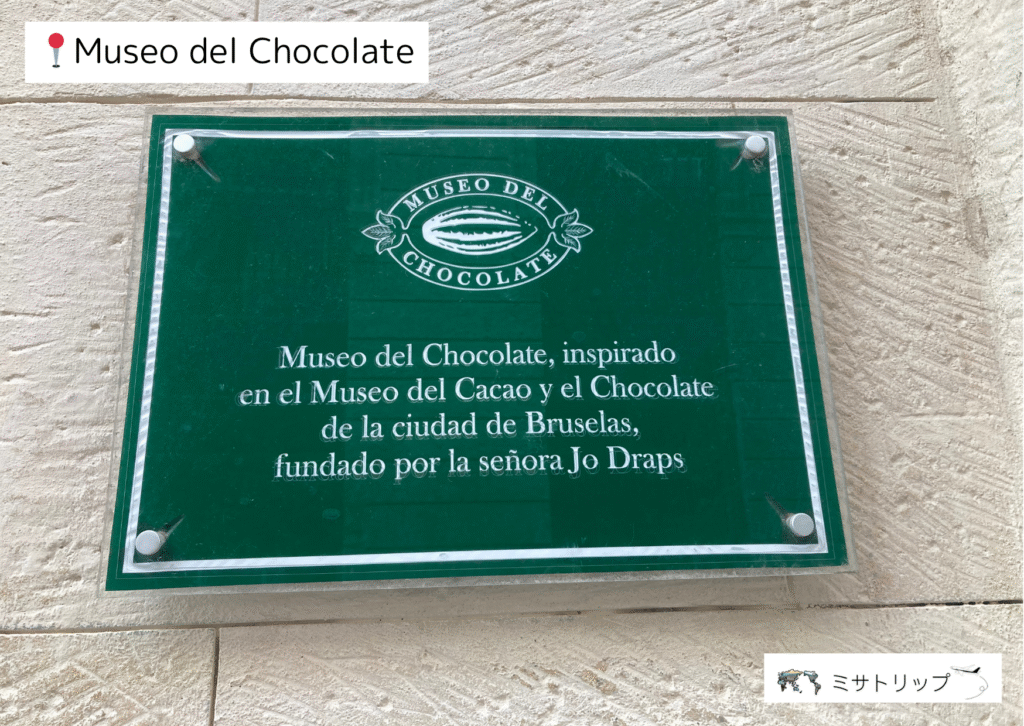 Museo del Chocolate
MUSEO DEL
CHOCOLATE
Museo del Chocolate, inspirado
en el Museo del Cacao y el Chocolate
de la ciudad de Bruselas,
fundado por la señora Jo Draps
ミサトリップ